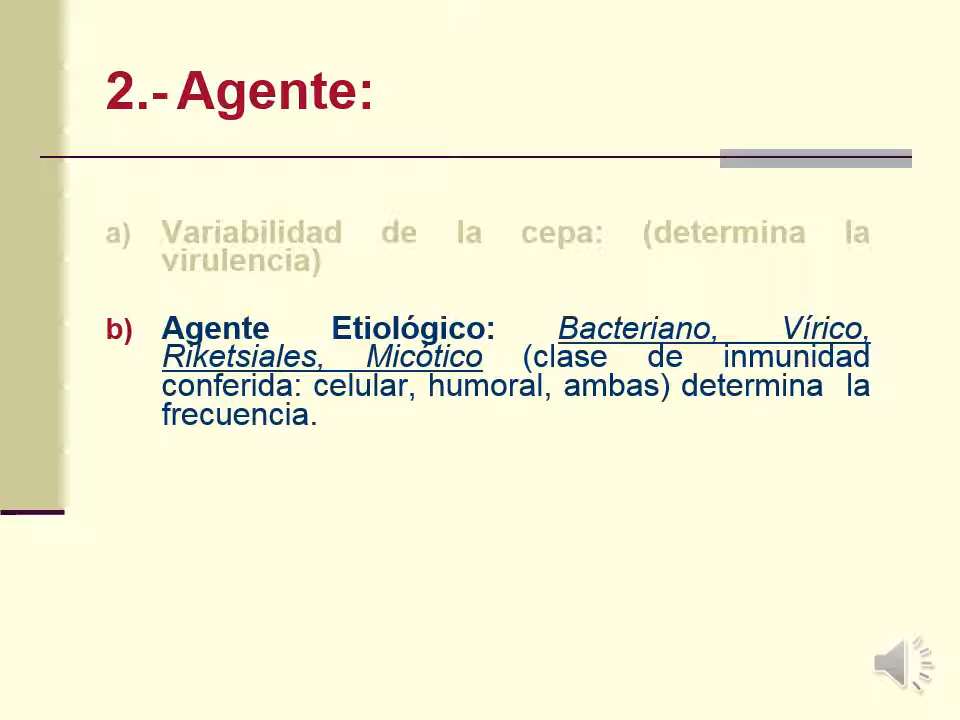 2.- Agente:
a) Variabilidad de la cepa: (determina la
virulencia)
b) Agente Etiológico: Bacteriano, Vírico,
Riketsiales, Micótico (clase de inmunidad
conferida: celular, humoral, ambas) determina la
frecuencia.